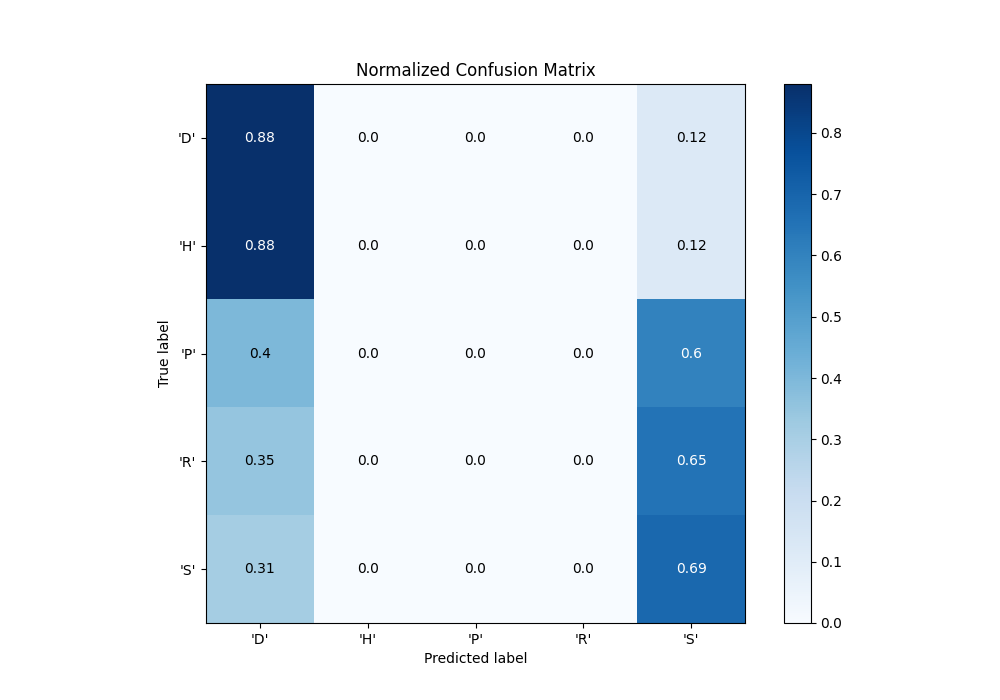 Normalized Confusion Matrix
True label
'D' 0.88 0.0 0.0 0.0 0.12
'H' 0.88 0.0 0.0 0.0 0.12
'P' 0.4 0.0 0.0 0.0 0.6
'R' 0.35 0.0 0.0 0.0 0.65
'S' 0.31 0.0 0.0 0.0 0.69
'D' 'H' 'P' 'R' 'S'
Predicted label
0.8
0.7
0.6
0.5
0.4
0.3
0.2
0.1
0.0